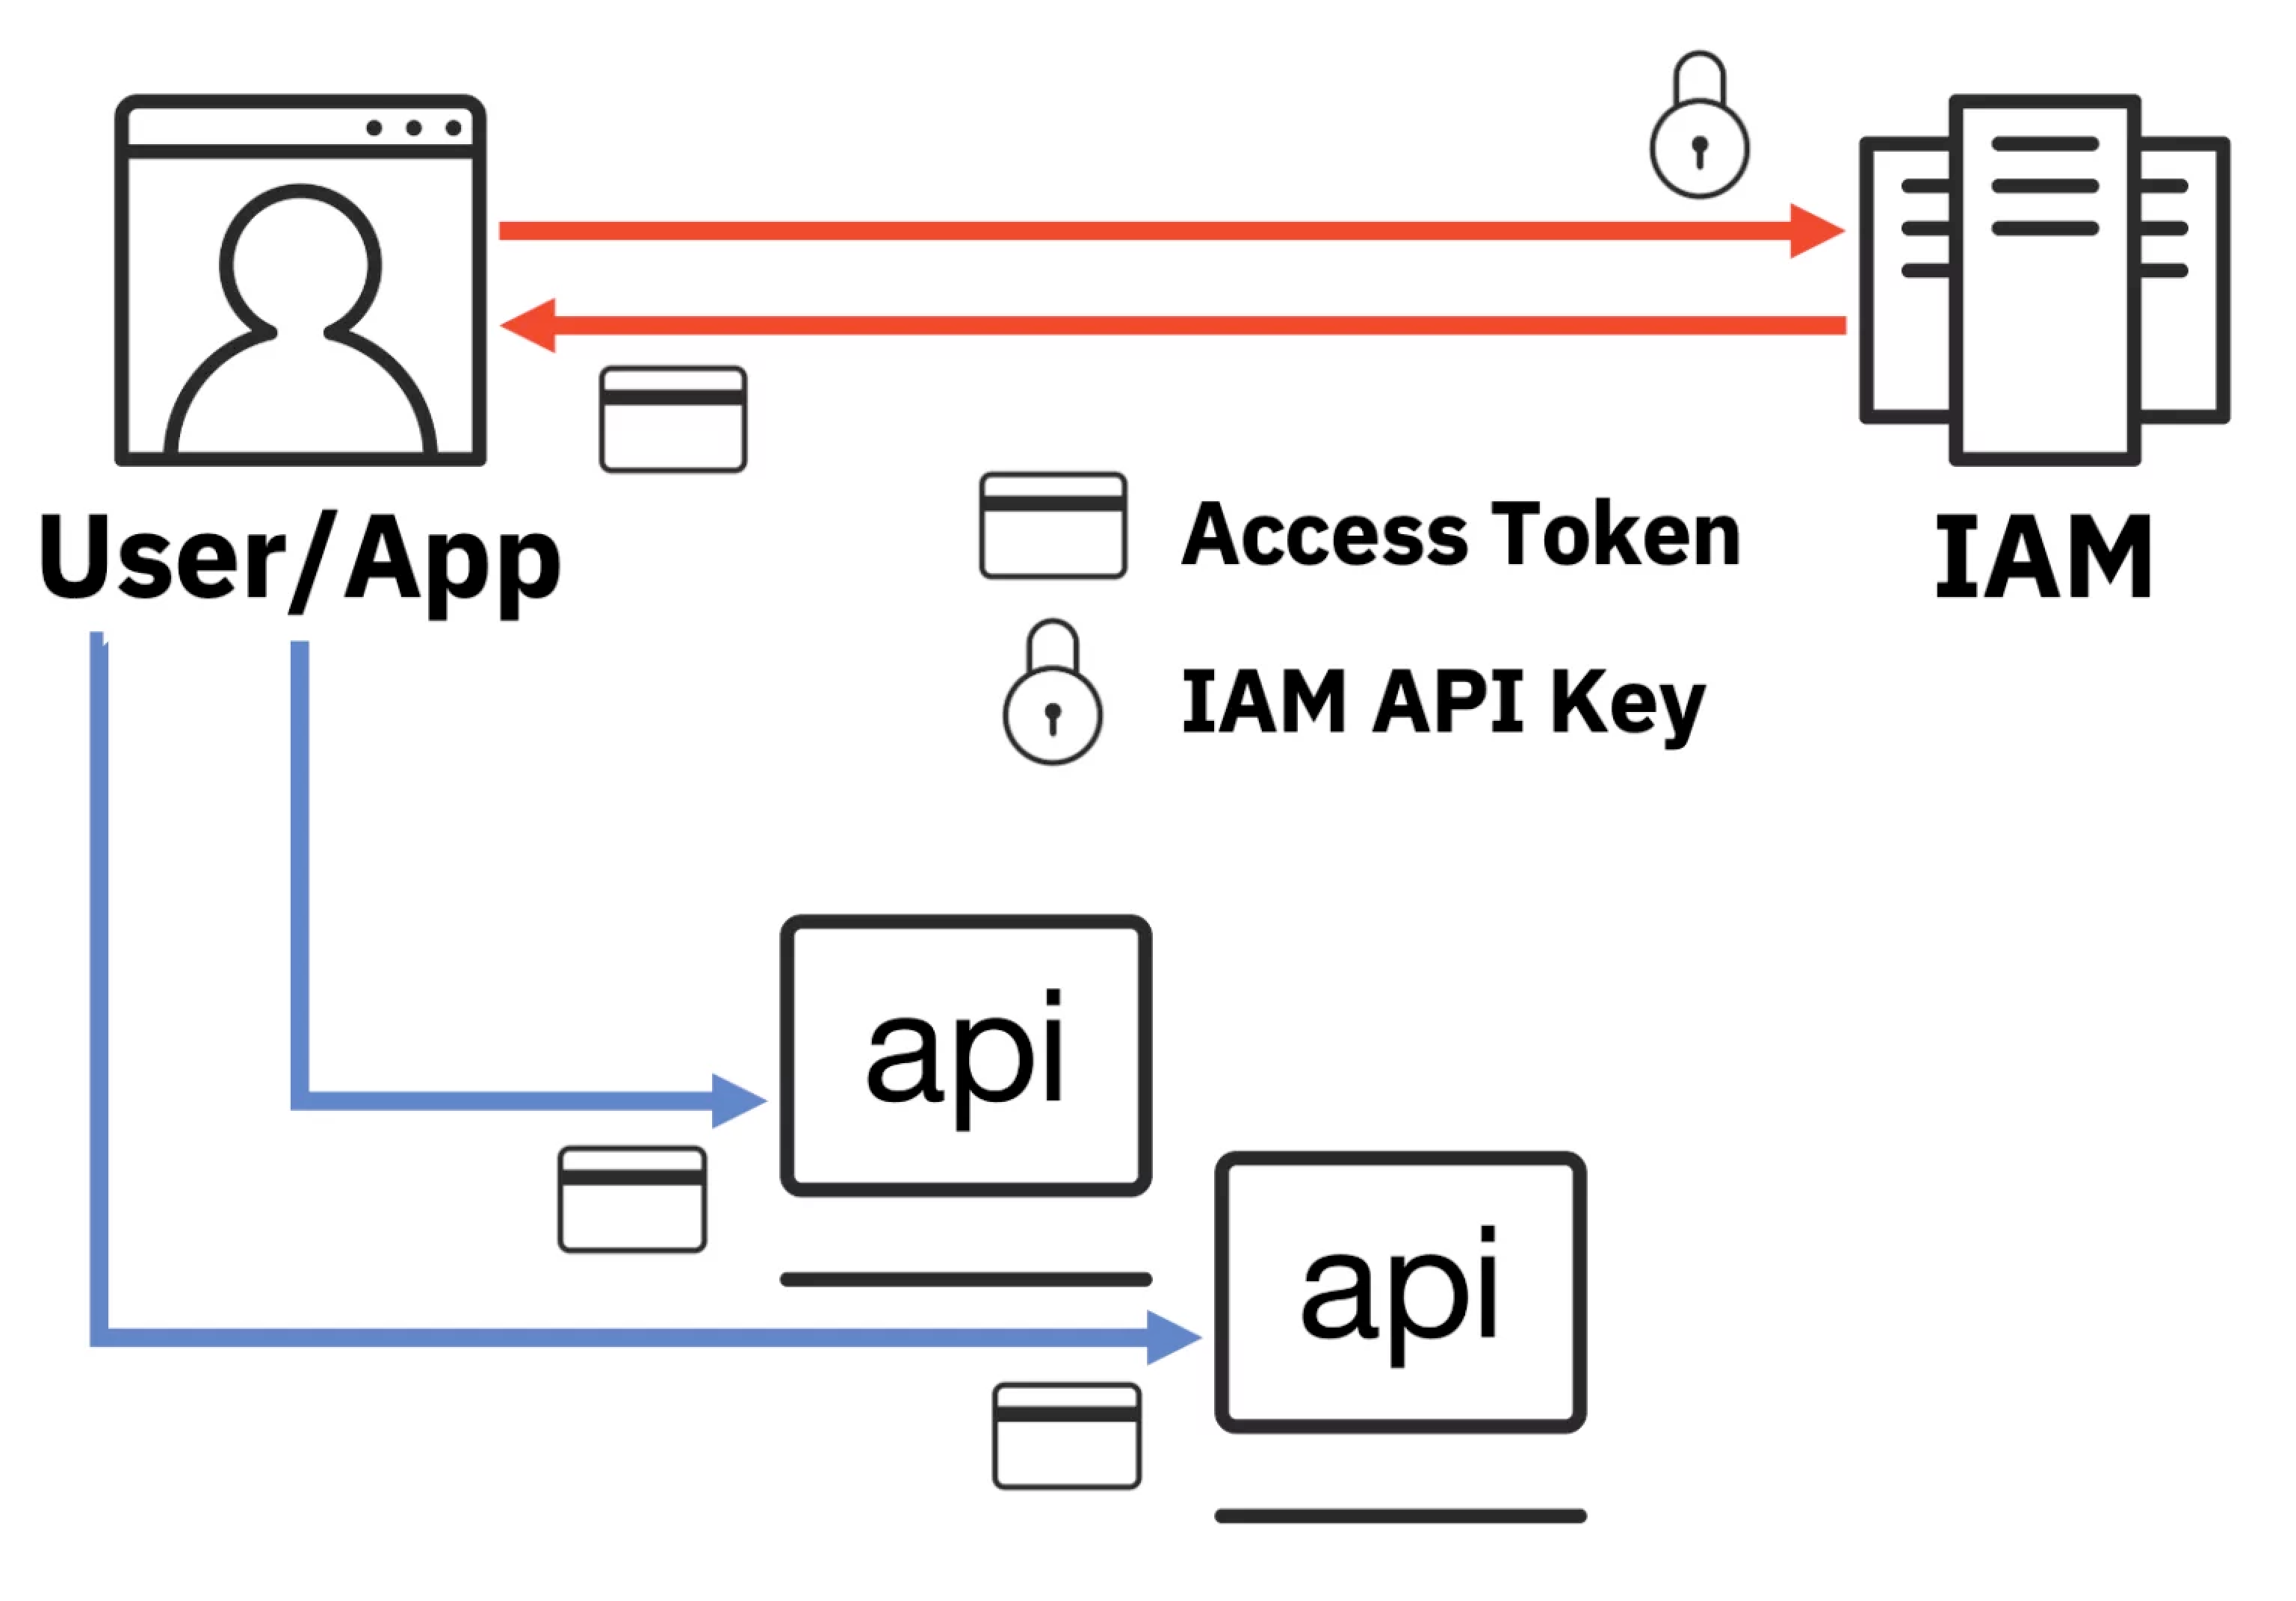 User/App
Access Token
IAM
IAM API Key
api
api